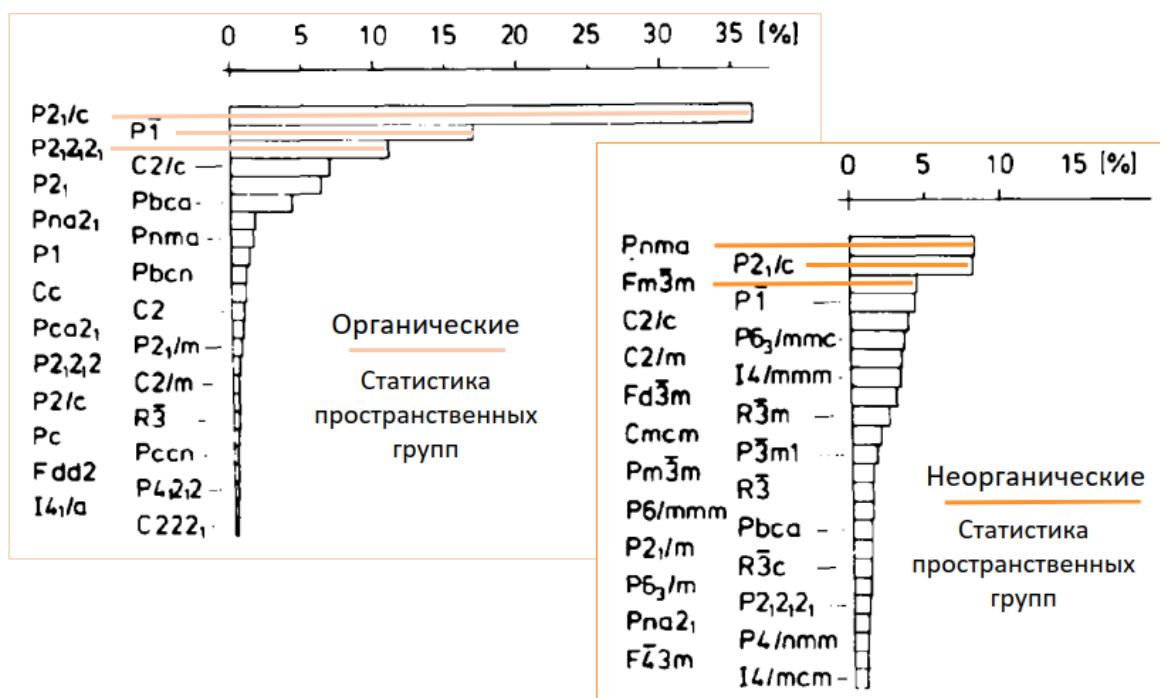 0 5 10 15 20 25 30 35 [%]
P2₁/c
P1̄
P2₁2₁2₁
C2/c
P2₁
Pbca
Pna2₁
Pnma
P1
Pbcn
Cc
C2
Pca2₁
P2₁/m
P2₁2₁2
C2/m
P2/c
R3̄
Pc
Pccn
Fdd2
P4₁2₁2
I4₁/a
C222₁
Органические
Статистика
пространственных
групп
0 5 10 15 [%]
Pnma
P2₁/c
Fm3̄m
P1̄
C2/c
P6₃/mmc
C2/m
I4/mmm
Fd3̄m
R3̄m
Cmcm
P3̄m1
Pm3̄m
R3̄
P6/mmm
Pbca
P2₁/m
R3̄c
P6₃/m
P2₁2₁2₁
Pna2₁
P4/nmm
F4̄3m
I4/mcm
Неорганические
Статистика
пространственных
групп